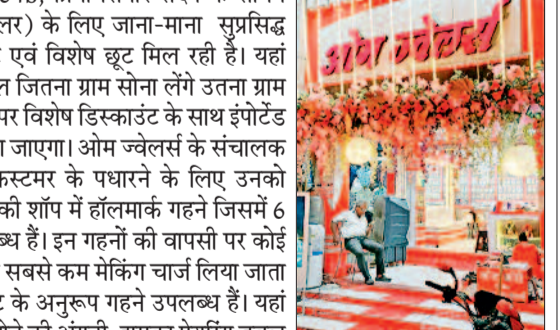 लर) के लिए जाना-माना सुप्रसिद्ध
एवं विशेष छूट मिल रही है। यहां
ल जितना ग्राम सोना लेंगे उतना ग्राम
पर विशेष डिस्काउंट के साथ इंपोर्टेड
ा जाएगा। ओम ज्वेलर्स के संचालक
कस्टमर के पधारने के लिए उनको
की शॉप में हॉलमार्क गहने जिसमें 6
ब्ध हैं। इन गहनों की वापसी पर कोई
सबसे कम मेकिंग चार्ज लिया जाता
ट के अनुरूप गहने उपलब्ध हैं। यहां
ओम ज्वेलर्स